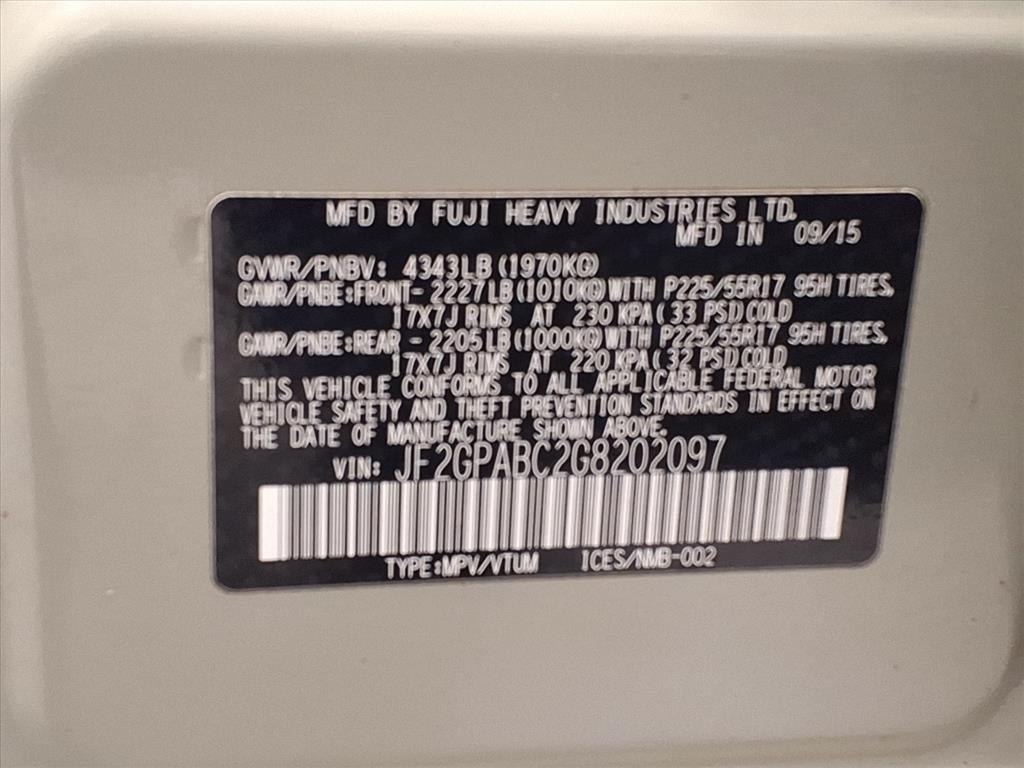 MFD BY FUJI HEAVY INDUSTRIES LTD.
MFD IN 09/15
GVWR/PNBV: 4343LB (1970KG)
GAWR/PNBE:FRONT- 2227LB(1010KG)WITH P225/55R17 95H TIRES,
17X7J RIMS AT 230 KPA( 33 PSI)COLD
GAWR/PNBE:REAR - 2205LB(1000KG)WITH P225/55R17 95H TIRES,
17X7J RIMS AT 220 KPA( 32 PSI)COLD
THIS VEHICLE CONFORMS TO ALL APPLICABLE FEDERAL MOTOR
VEHICLE SAFETY AND THEFT PREVENTION STANDARDS IN EFFECT ON
THE DATE OF MANUFACTURE SHOWN ABOVE.
VIN: JF2GPABC2G8202097
TYPE:MPV/VTUM ICES/NMB-002